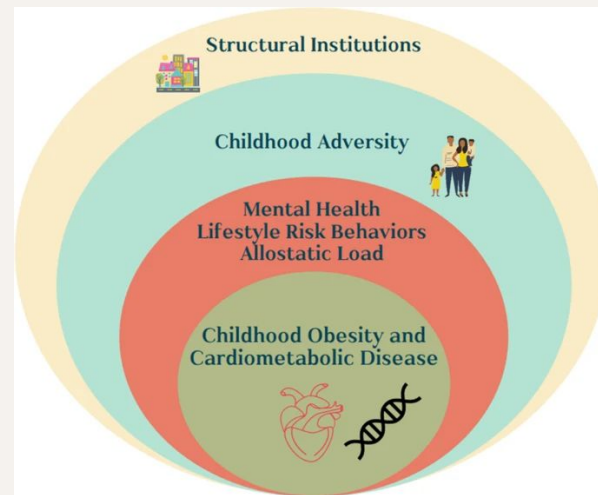 Structural Institutions
Childhood Adversity
Mental Health
Lifestyle Risk Behaviors
Allostatic Load
Childhood Obesity and
Cardiometabolic Disease